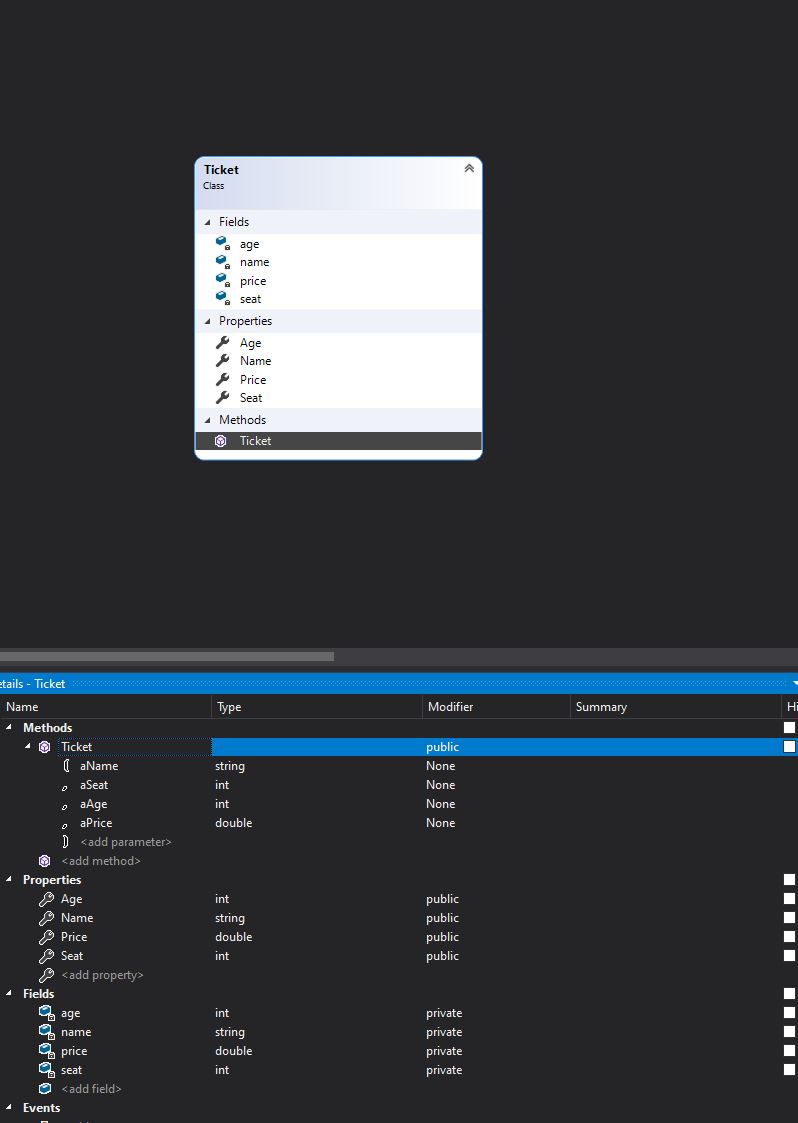 Ticket
Class
Fields
age
name
price
seat
Properties
Age
Name
Price
Seat
Methods
Ticket
etails - Ticket
Name Type Modifier Summary Hi
Methods
Ticket public
aName string None
aSeat int None
aAge int None
aPrice double None
<add parameter>
<add method>
Properties
Age int public
Name string public
Price double public
Seat int public
<add property>
Fields
age int private
name string private
price double private
seat int private
<add field>
Events